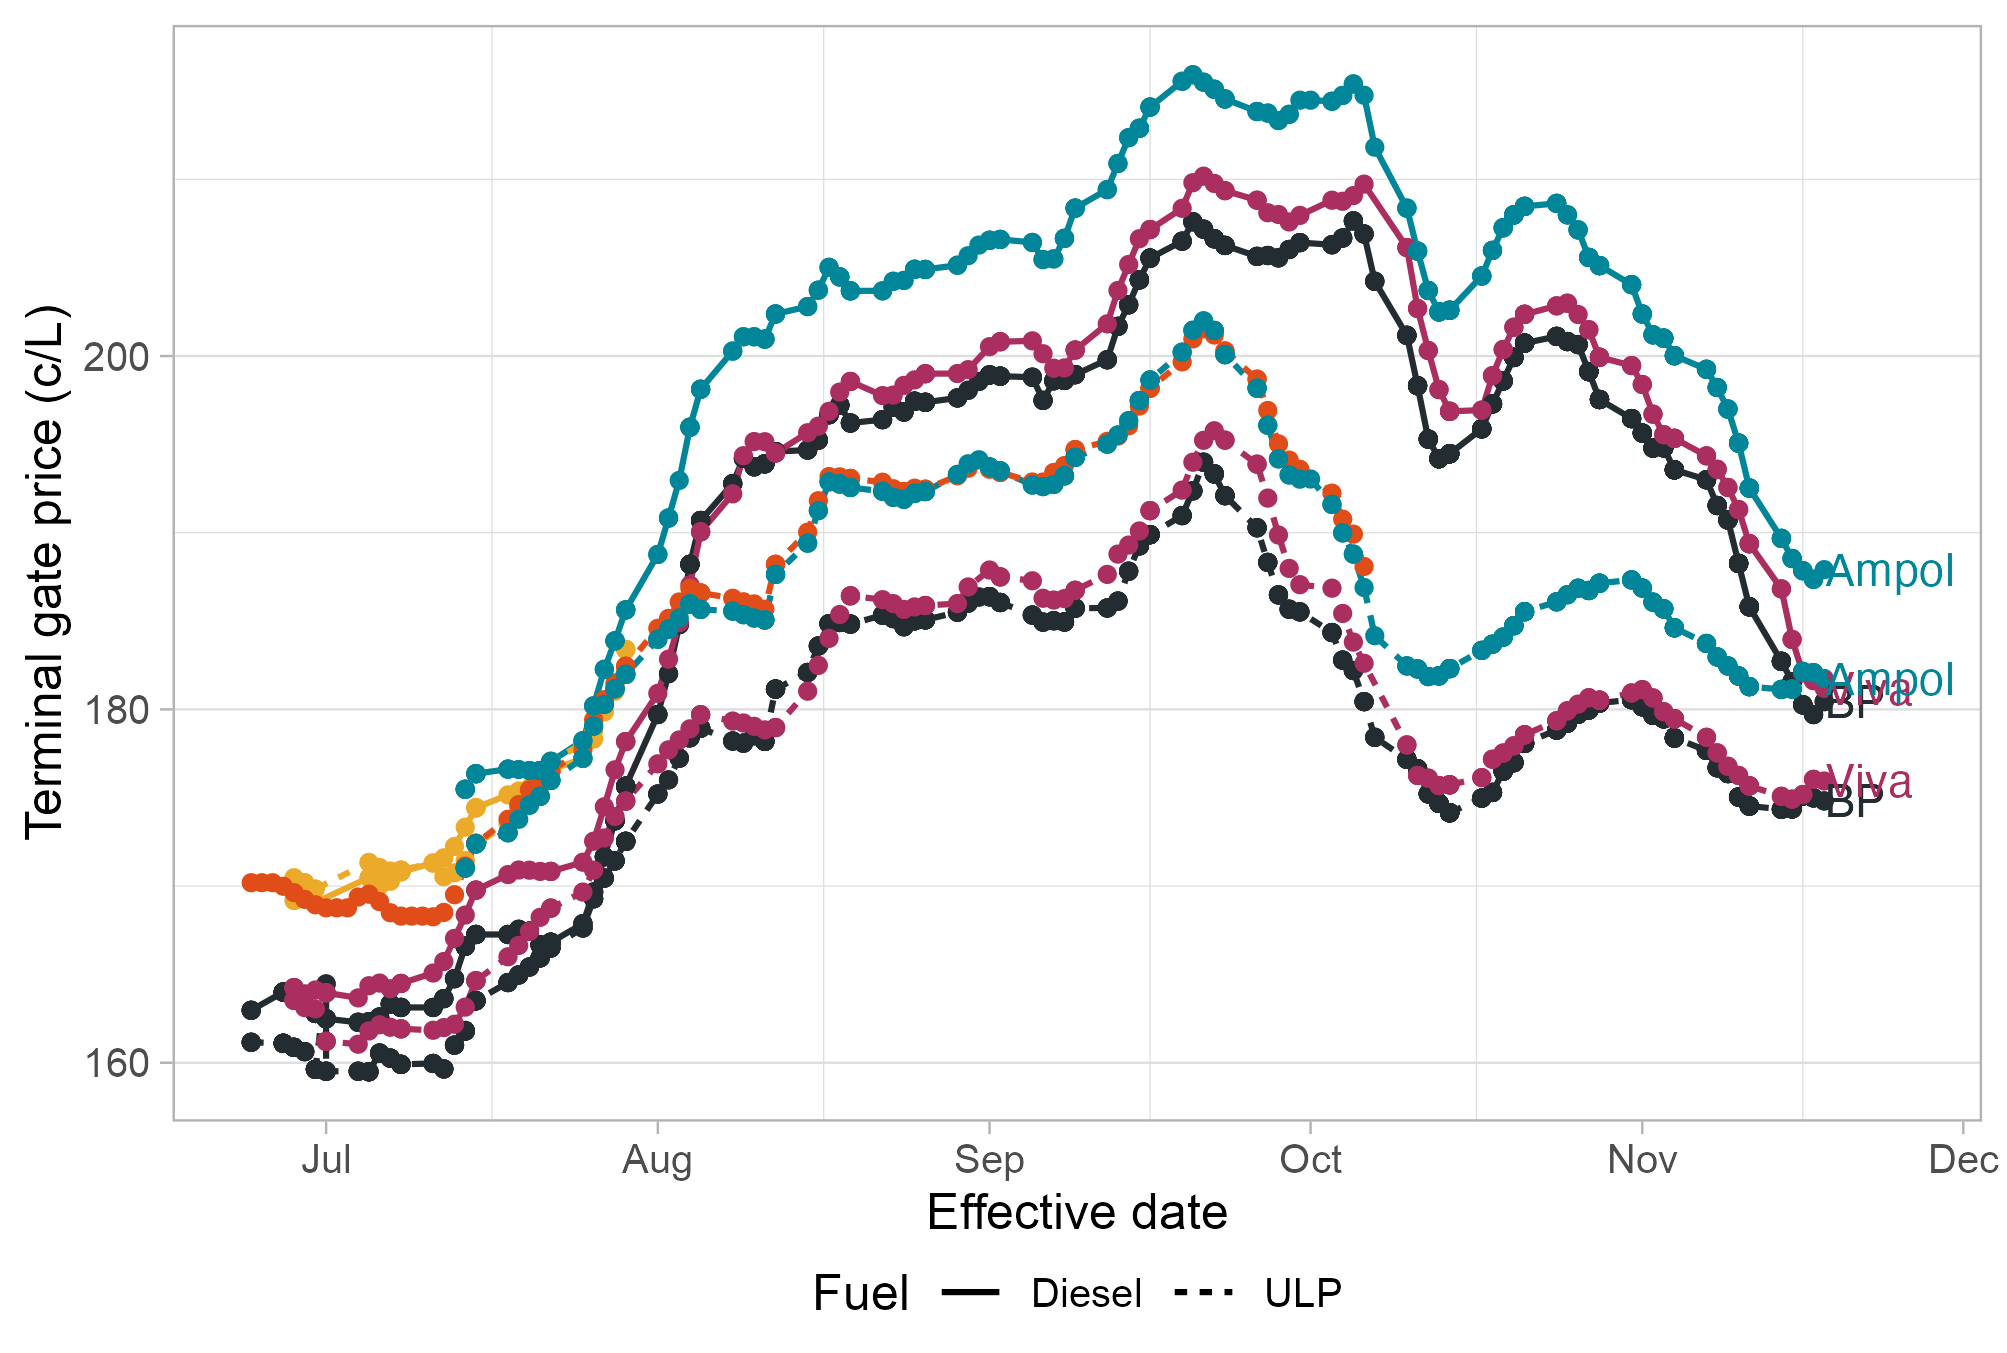 Terminal gate price (c/L)
200
180
160
Ampol
Ampol
Viva
BP
Viva
BP
Jul Aug Sep Oct Nov Dec
Effective date
Fuel Diesel ULP